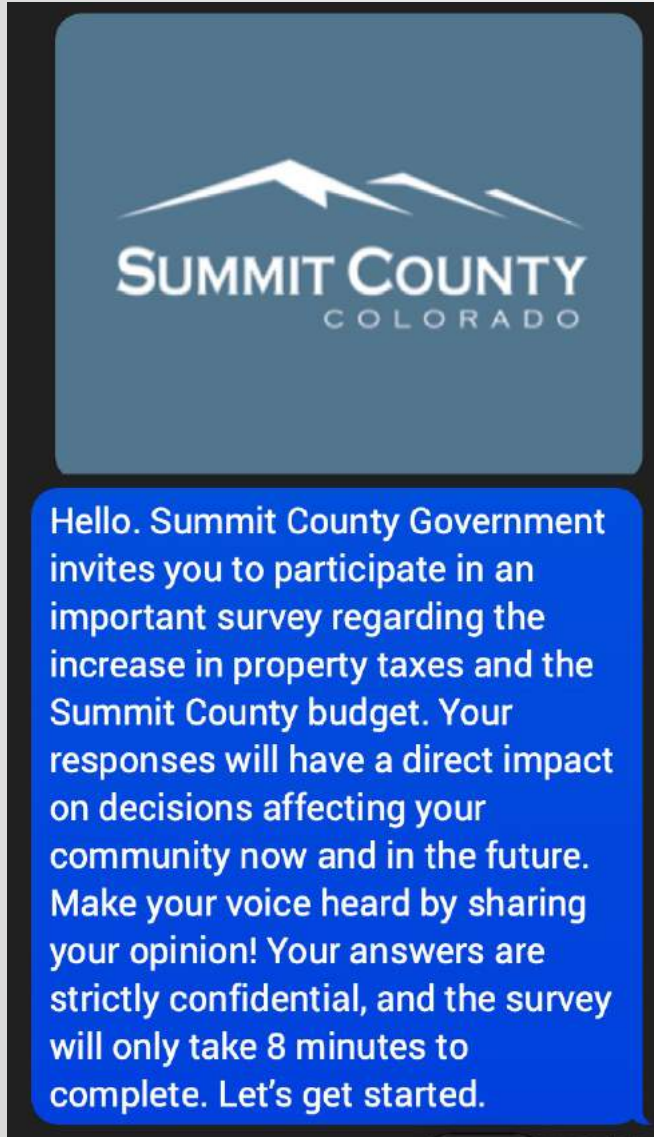 SUMMIT COUNTY
COLORADO
Hello. Summit County Government
invites you to participate in an
important survey regarding the
increase in property taxes and the
Summit County budget. Your
responses will have a direct impact
on decisions affecting your
community now and in the future.
Make your voice heard by sharing
your opinion! Your answers are
strictly confidential, and the survey
will only take 8 minutes to
complete. Let’s get started.